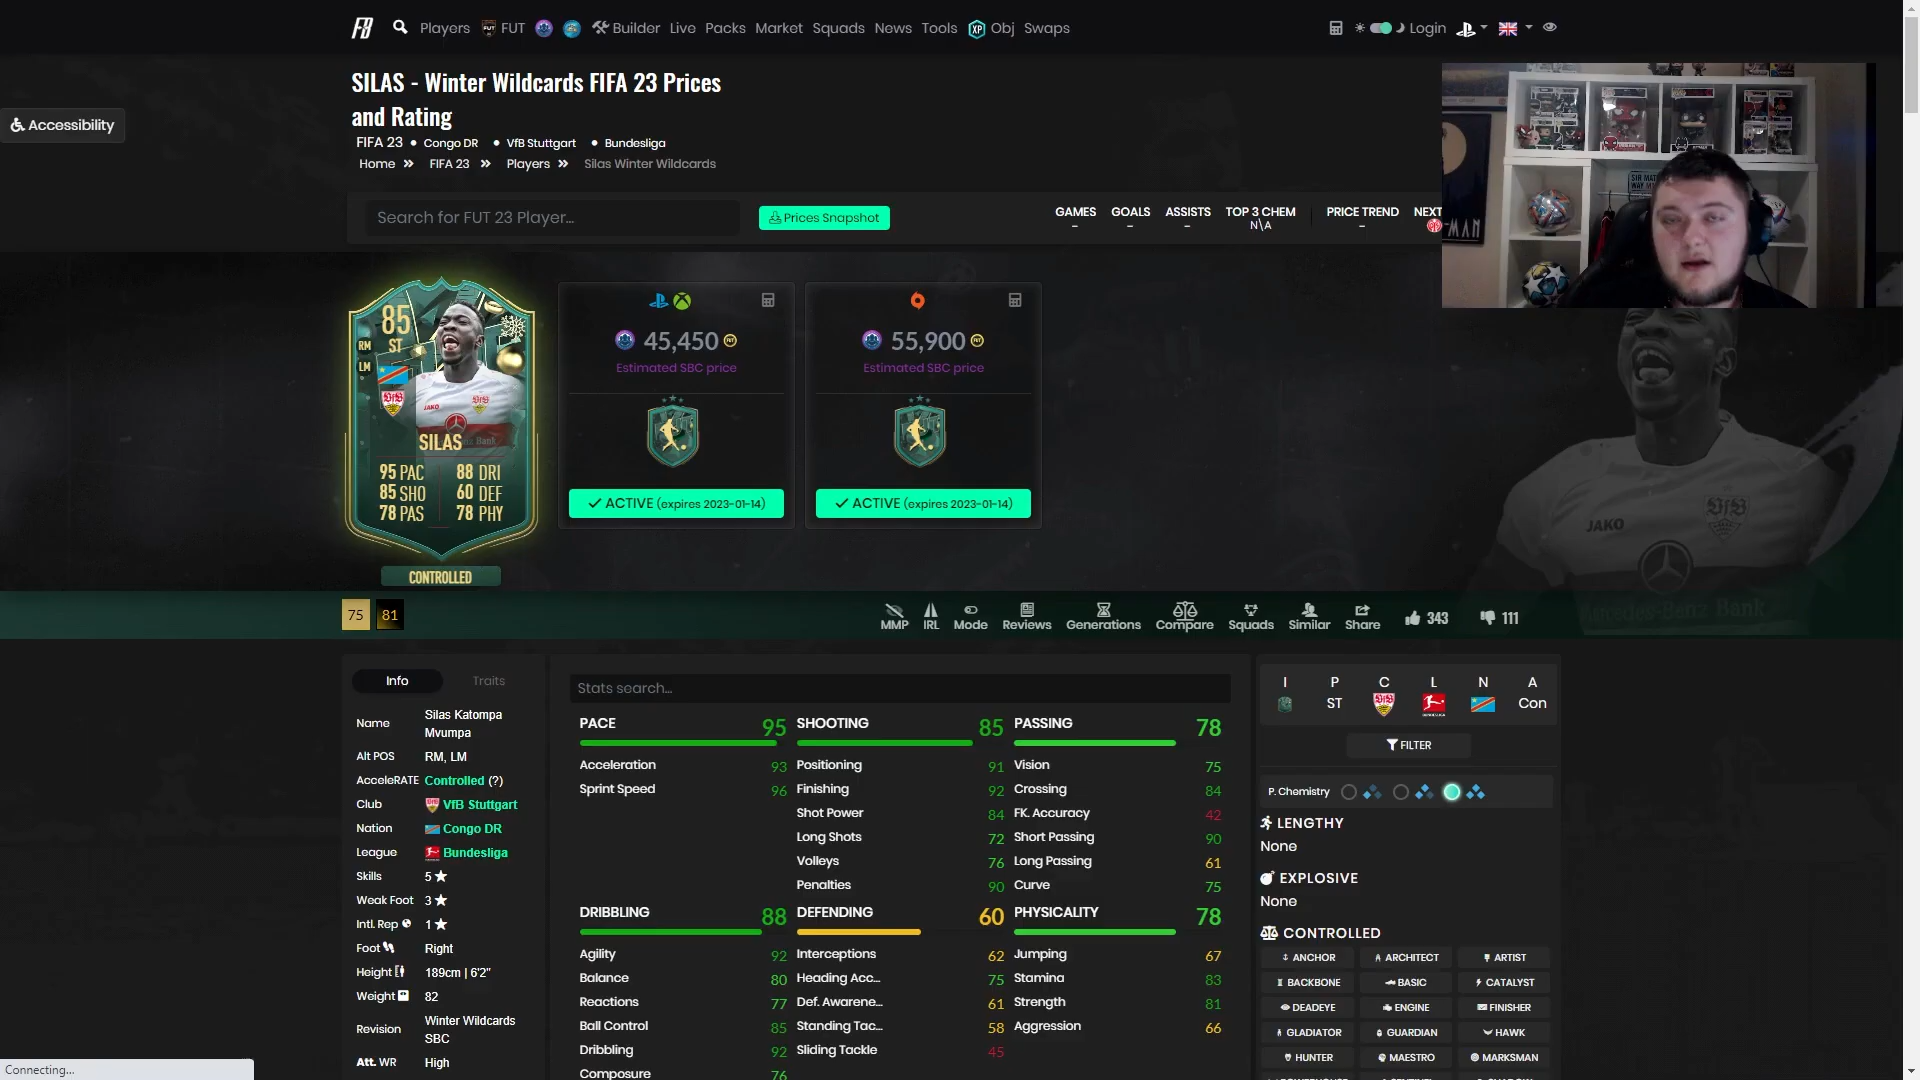 Players FUT Builder Live Packs Market Squads News Tools XP Obj Swaps Login
SILAS - Winter Wildcards FIFA 23 Prices
and Rating
Accessibility
FIFA 23 • Congo DR • VfB Stuttgart • Bundesliga
Home » FIFA 23 » Players » Silas Winter Wildcards
Search for FUT 23 Player...
Prices Snapshot
GAMES GOALS ASSISTS TOP 3 CHEM PRICE TREND NEXT
- - - N\A -
45,450
Estimated SBC price
ACTIVE (expires 2023-01-14)
55,900
Estimated SBC price
ACTIVE (expires 2023-01-14)
85
ST
RM
LM
JAKO
SILAS
95 PAC 88 DRI
85 SHO 60 DEF
78 PAS 78 PHY
CONTROLLED
JAKO
Mercedes-Benz Bank
75 81
MMP IRL Mode Reviews Generations Compare Squads Similar Share 343 111
Info Traits
Name Silas Katompa
Mvumpa
Alt POS RM, LM
AcceleRATE Controlled (?)
Club VfB Stuttgart
Nation Congo DR
League Bundesliga
Skills 5
Weak Foot 3
Intl. Rep 1
Foot Right
Height 189cm | 6'2"
Weight 82
Revision Winter Wildcards
SBC
Att. WR High
Stats search...
PACE 95
Acceleration 93
Sprint Speed 96
SHOOTING 85
Positioning 91
Finishing 92
Shot Power 84
Long Shots 72
Volleys 76
Penalties 90
PASSING 78
Vision 75
Crossing 84
FK. Accuracy 42
Short Passing 90
Long Passing 61
Curve 75
DRIBBLING 88
Agility 92
Balance 80
Reactions 77
Ball Control 85
Dribbling 92
Composure 76
DEFENDING 60
Interceptions 62
Heading Acc... 75
Def. Awarene... 61
Standing Tac... 58
Sliding Tackle 45
PHYSICALITY 78
Jumping 67
Stamina 83
Strength 81
Aggression 66
I P C L N A
ST Con
FILTER
P. Chemistry
LENGTHY
None
EXPLOSIVE
None
CONTROLLED
ANCHOR ARCHITECT ARTIST
BACKBONE BASIC CATALYST
DEADEYE ENGINE FINISHER
GLADIATOR GUARDIAN HAWK
HUNTER MAESTRO MARKSMAN
Connecting...